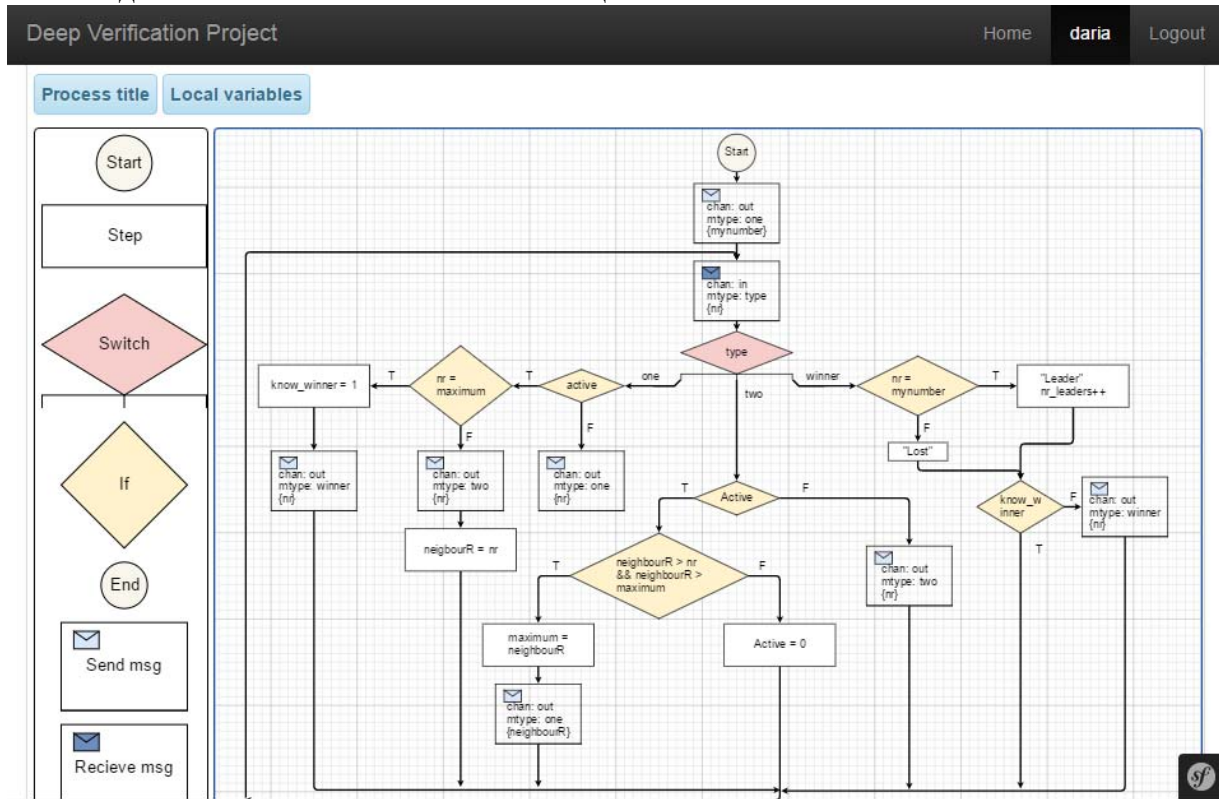 Deep Verification Project
Home
daria
Logout
Process title
Local variables
Start
Step
Switch
If
End
Send msg
Recieve msg
Start
chan: out
mtype: one
{mynumber}
chan: in
mtype: type
{nr}
type
one
two
winner
active
T
F
nr =
maximum
T
F
know_winner = 1
chan: out
mtype: winner
{nr}
chan: out
mtype: two
{nr}
neigbourR = nr
chan: out
mtype: one
{nr}
nr =
mynumber
T
F
"Leader"
nr_leaders++
"Lost"
know_w
inner
F
T
chan: out
mtype: winner
{nr}
Active
T
F
neighbourR > nr
&& neighbourR >
maximum
T
F
maximum =
neighbourR
chan: out
mtype: one
{neighbourR}
Active = 0
chan: out
mtype: two
{nr}
sf